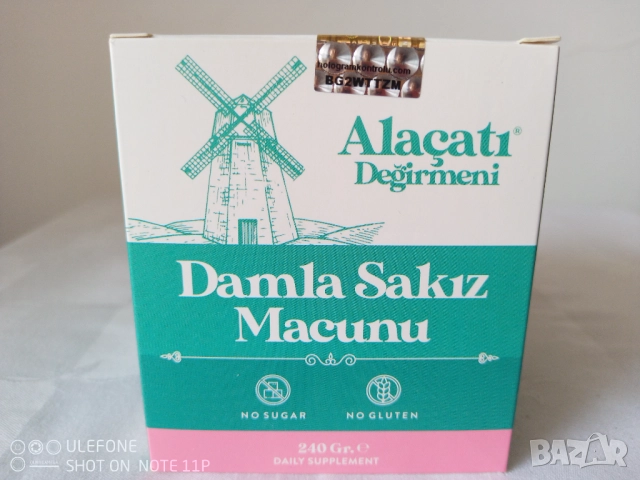 hologramkontrolu.com
BG2WTTZM
Alaçatı®
Değirmeni
Damla Sakız
Macunu
NO SUGAR
NO GLUTEN
240 Gr. ℮
DAILY SUPPLEMENT
ULEFONE
SHOT ON NOTE 11P
BAZAR